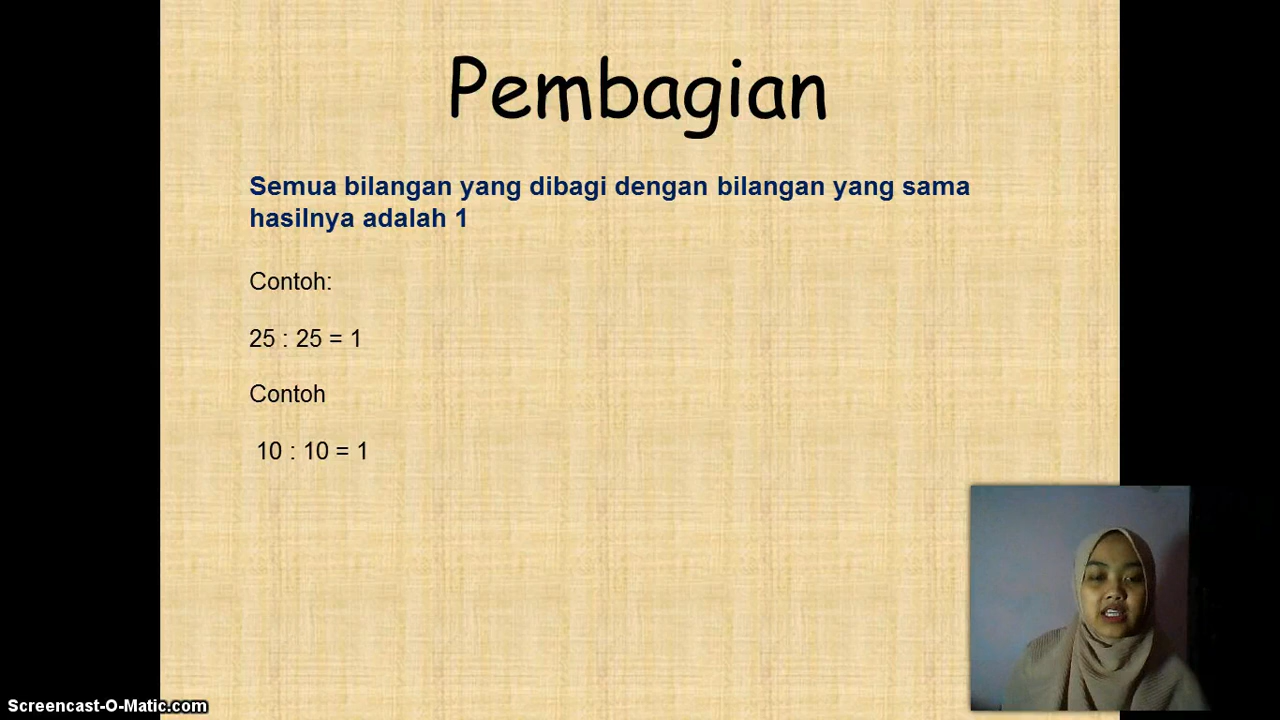 Pembagian
Semua bilangan yang dibagi dengan bilangan yang sama
hasilnya adalah 1
Contoh:
25 : 25 = 1
Contoh
10 : 10 = 1
Screencast-O-Matic.com